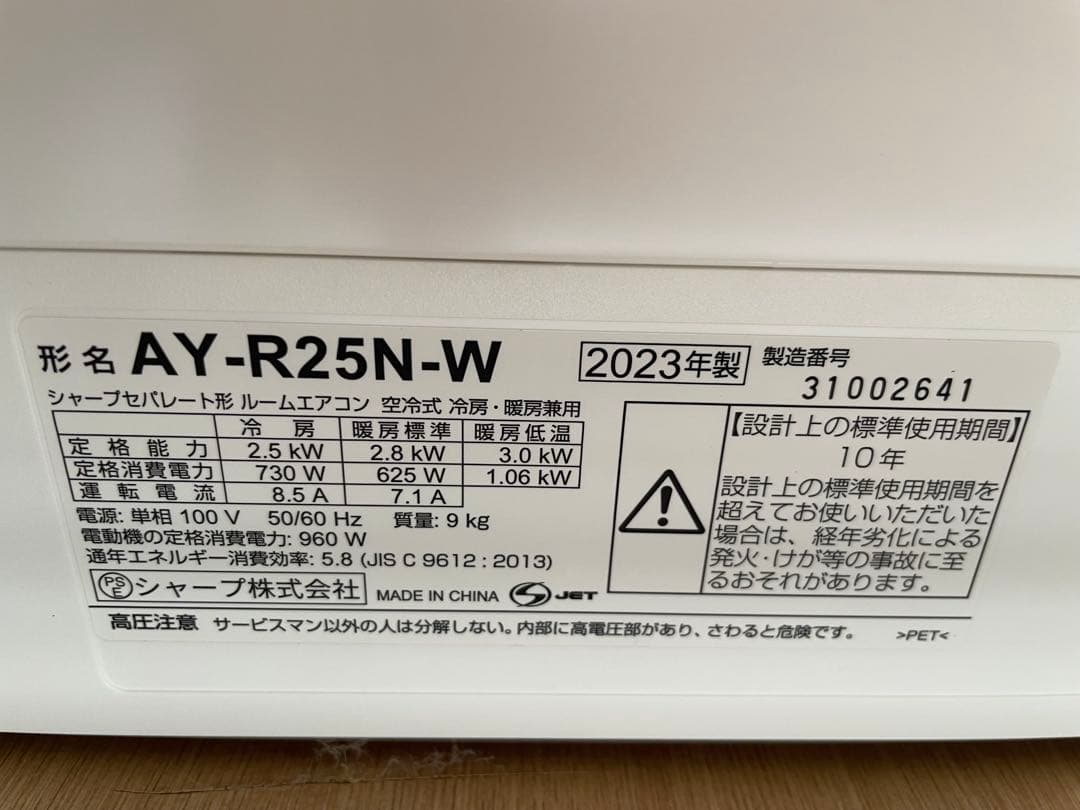 形名 AY-R25N-W 2023年製 製造番号 31002641
シャープセパレート形 ルームエアコン 空冷式 冷房・暖房兼用
冷房 暖房標準 暖房低温
定格能力 2.5 kW 2.8 kW 3.0 kW
定格消費電力 730 W 625 W 1.06 kW
運転電流 8.5 A 7.1 A
電源: 単相 100 V 50/60 Hz 質量: 9 kg
電動機の定格消費電力: 960 W
通年エネルギー消費効率: 5.8 (JIS C 9612 : 2013)
PSE シャープ株式会社 MADE IN CHINA S JET
【設計上の標準使用期間】
10年
設計上の標準使用期間を
超えてお使いいただいた
場合は、経年劣化による
発火・けが等の事故に至
るおそれがあります。
高圧注意 サービスマン以外の人は分解しない。内部に高電圧部があり、さわると危険です。 >PET<